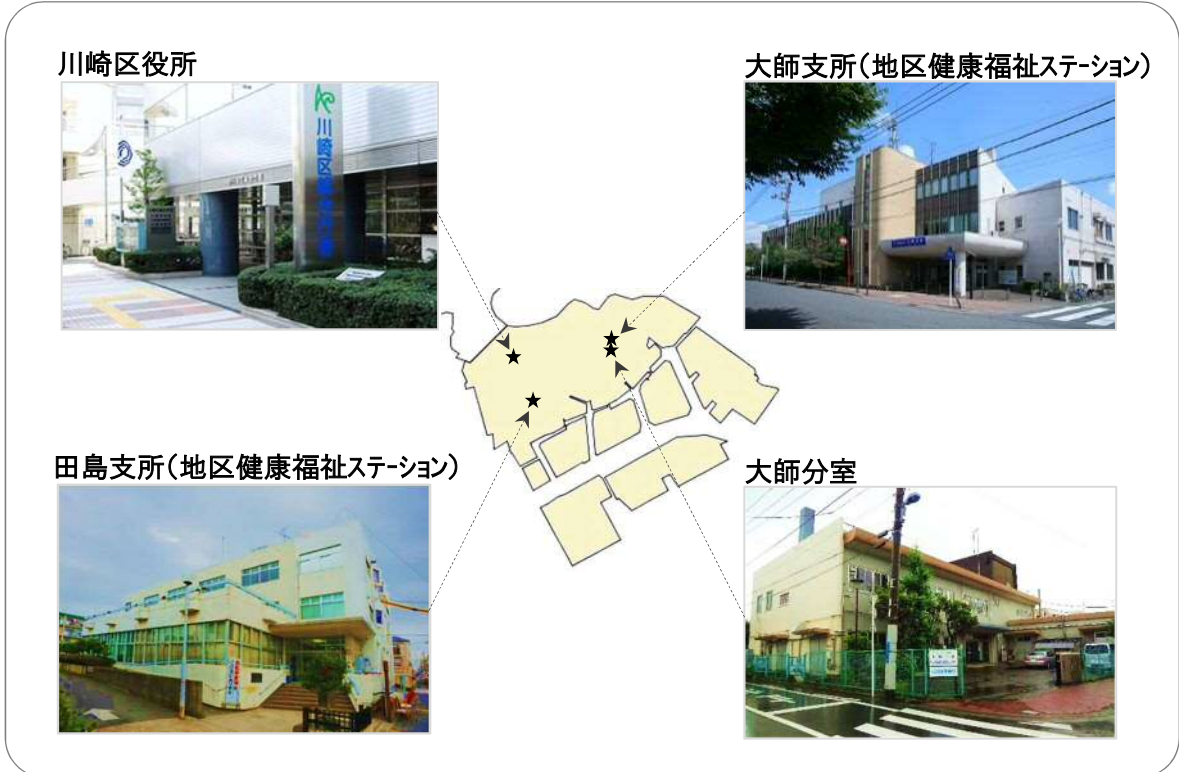 川崎区役所
大師支所（地区健康福祉ステーション）
川崎区
田島支所（地区健康福祉ステーション）
大師分室